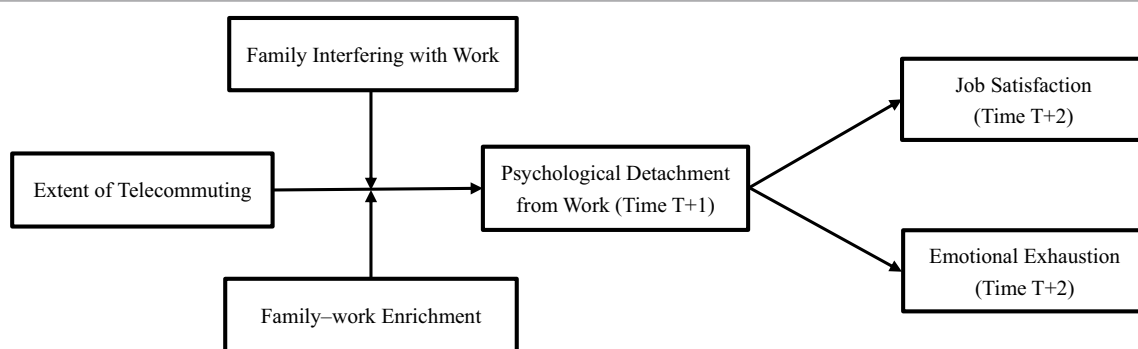 Family Interfering with Work
Job Satisfaction
(Time T+2)
Extent of Telecommuting
Psychological Detachment
from Work (Time T+1)
Emotional Exhaustion
(Time T+2)
Family–work Enrichment